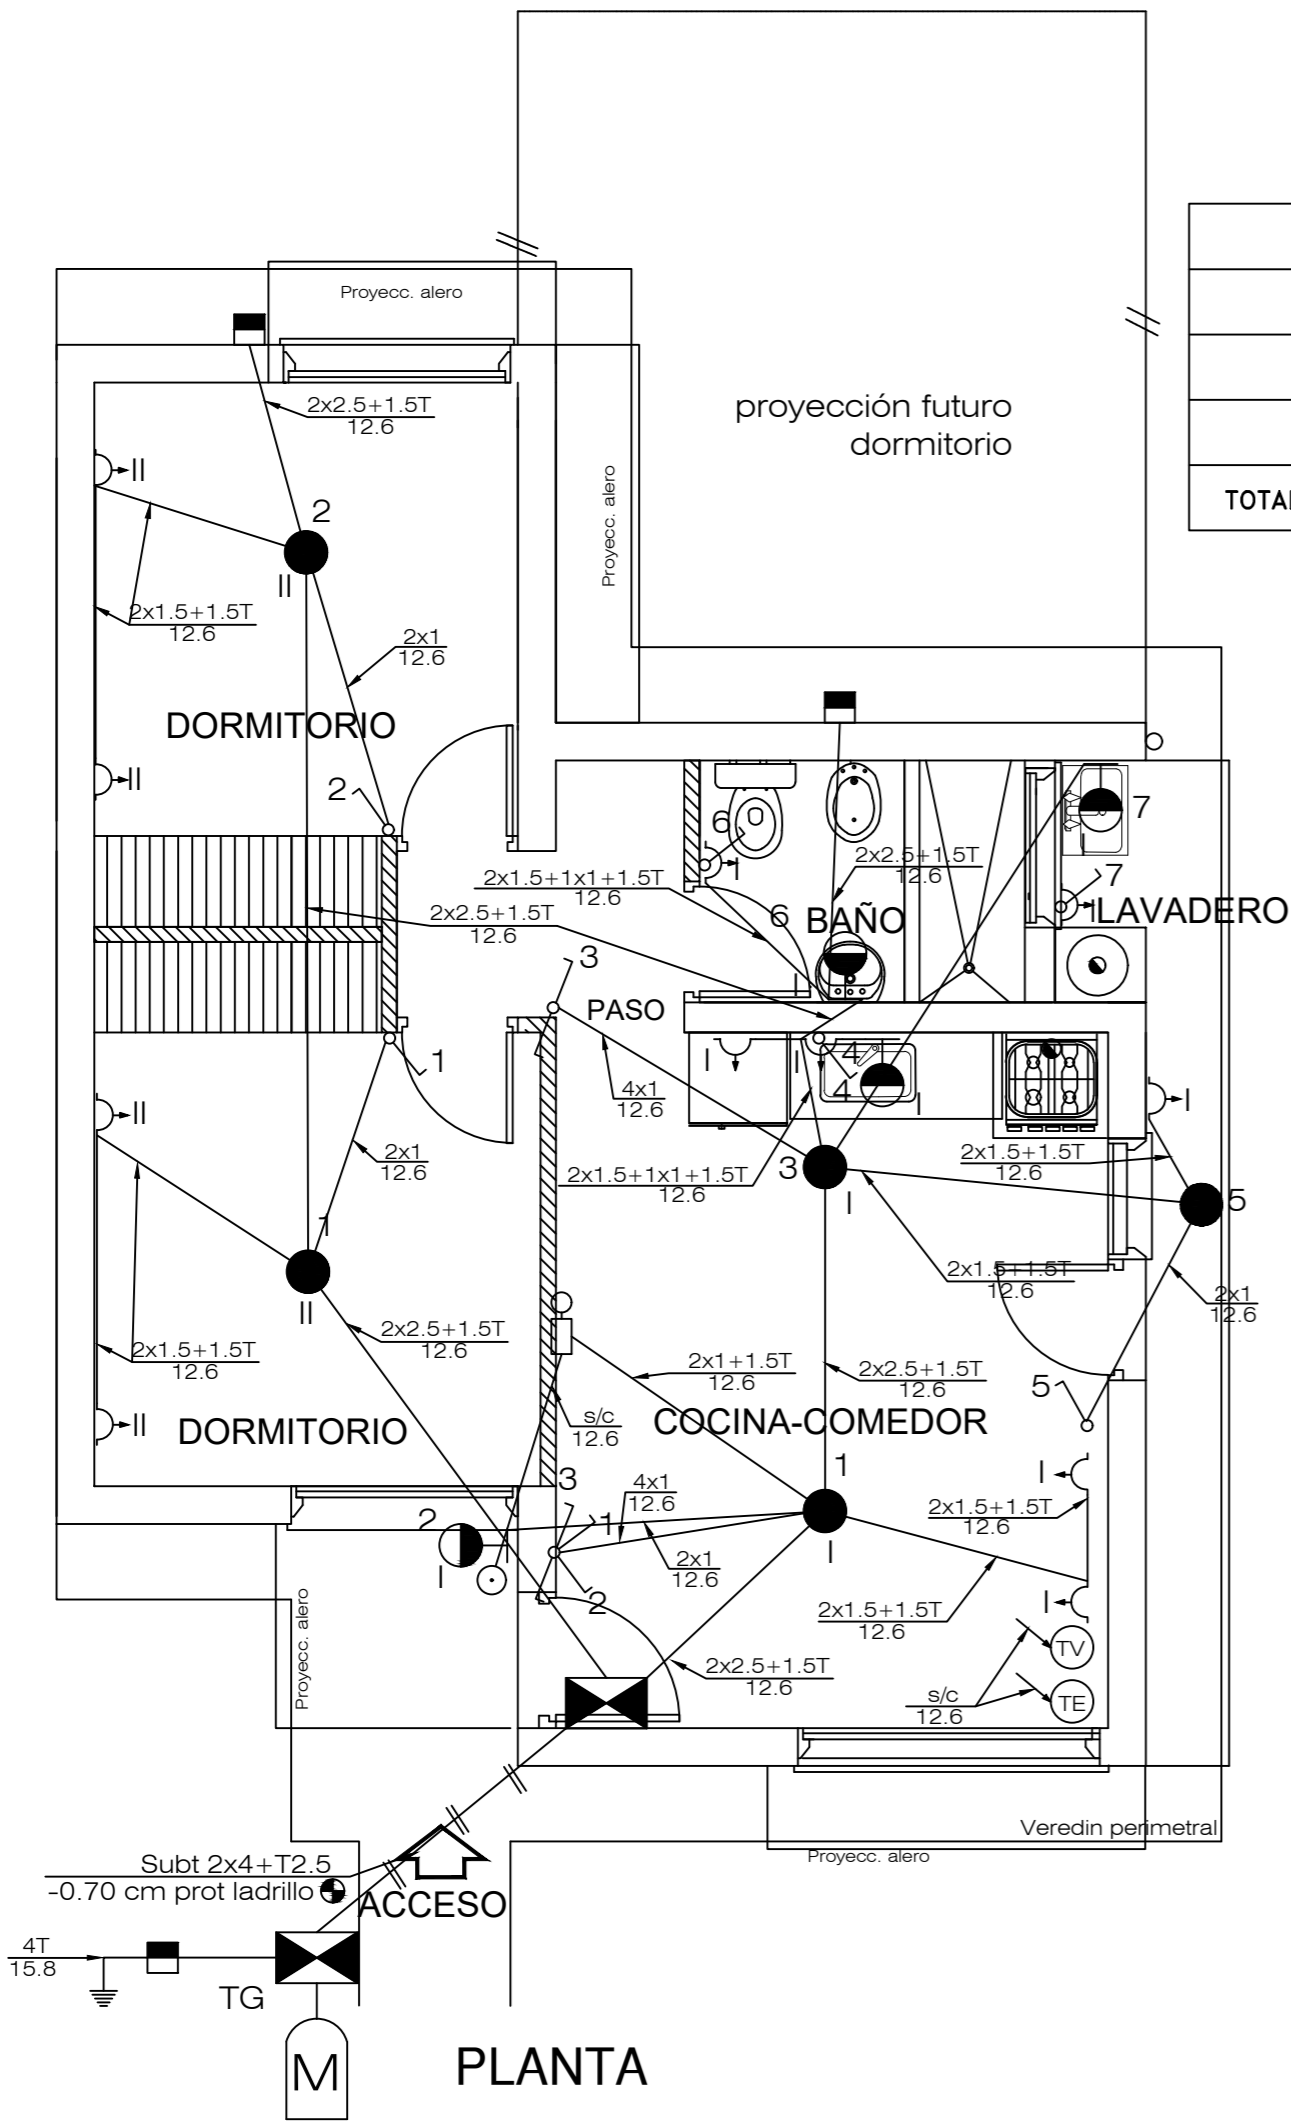 Proyecc. alero
2x2.5+1.5T
12.6
proyección futuro
dormitorio
Proyecc. alero
TOTAL
II
2
II
2x1.5+1.5T
12.6
2x1
12.6
DORMITORIO
II
2
6
7
2x2.5+1.5T
12.6
I
2x1.5+1x1+1.5T
12.6
7
I
2x2.5+1.5T
12.6
6
BAÑO
LAVADERO
3
PASO
I
1
I
I
4
4
I
4x1
12.6
II
I
2x1
12.6
2x1.5+1.5T
12.6
2x1.5+1x1+1.5T
12.6
3
I
5
1
II
2x1.5+1.5T
12.6
2x1
12.6
2x2.5+1.5T
12.6
2x1.5+1.5T
12.6
2x1+1.5T
12.6
2x2.5+1.5T
12.6
5
s/c
12.6
COCINA-COMEDOR
II
DORMITORIO
3
4x1
12.6
1
I
2x1.5+1.5T
12.6
2
1
I
I
2x1
12.6
2
I
2x1.5+1.5T
12.6
TV
Proyecc. alero
2x2.5+1.5T
12.6
s/c
12.6
TE
Veredin perimetral
Proyecc. alero
Subt 2x4+T2.5
-0.70 cm prot ladrillo
ACCESO
4T
15.8
TG
M
PLANTA